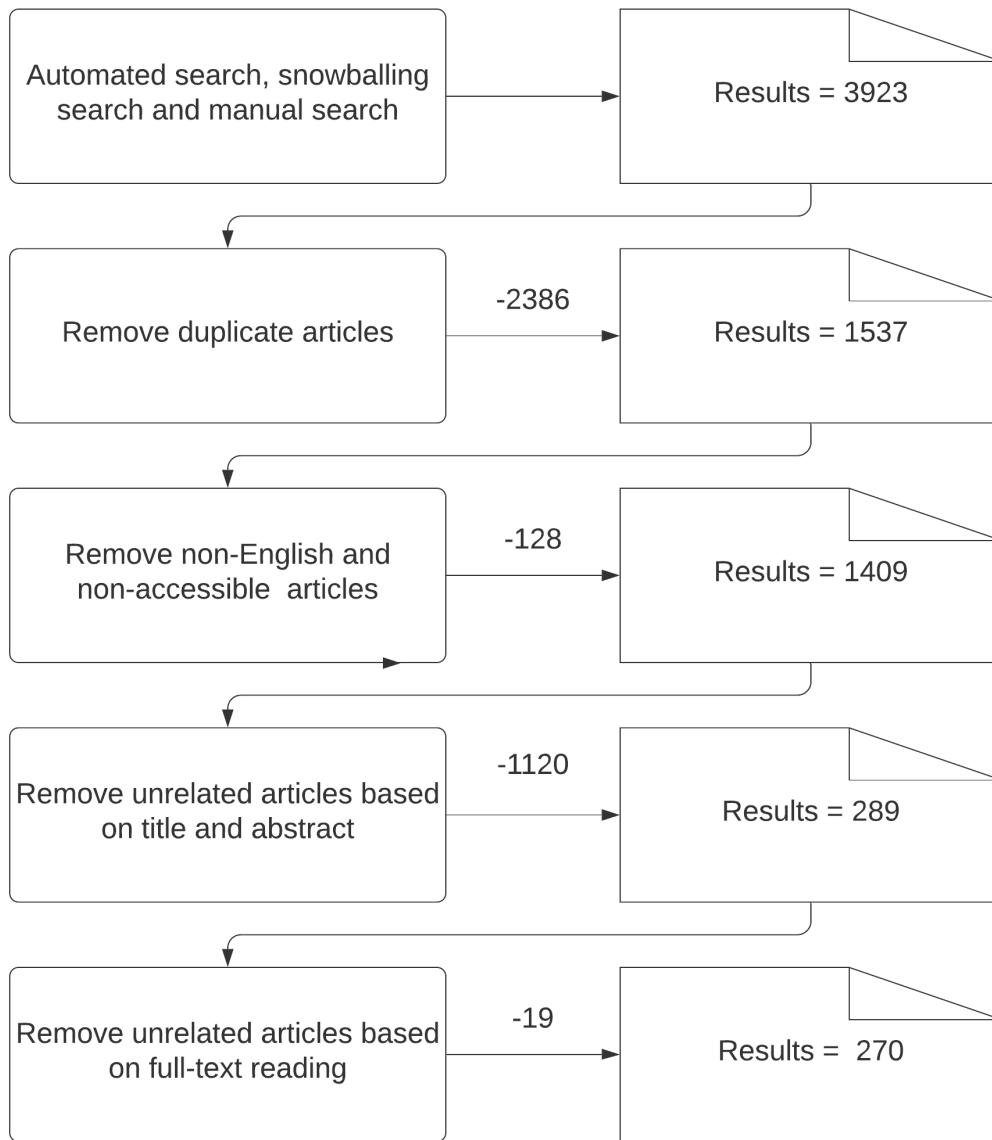 Automated search, snowballing
search and manual search
Results = 3923
-2386
Remove duplicate articles
Results = 1537
-128
Remove non-English and
non-accessible  articles
Results = 1409
-1120
Remove unrelated articles based
on title and abstract
Results = 289
-19
Remove unrelated articles based
on full-text reading
Results =  270